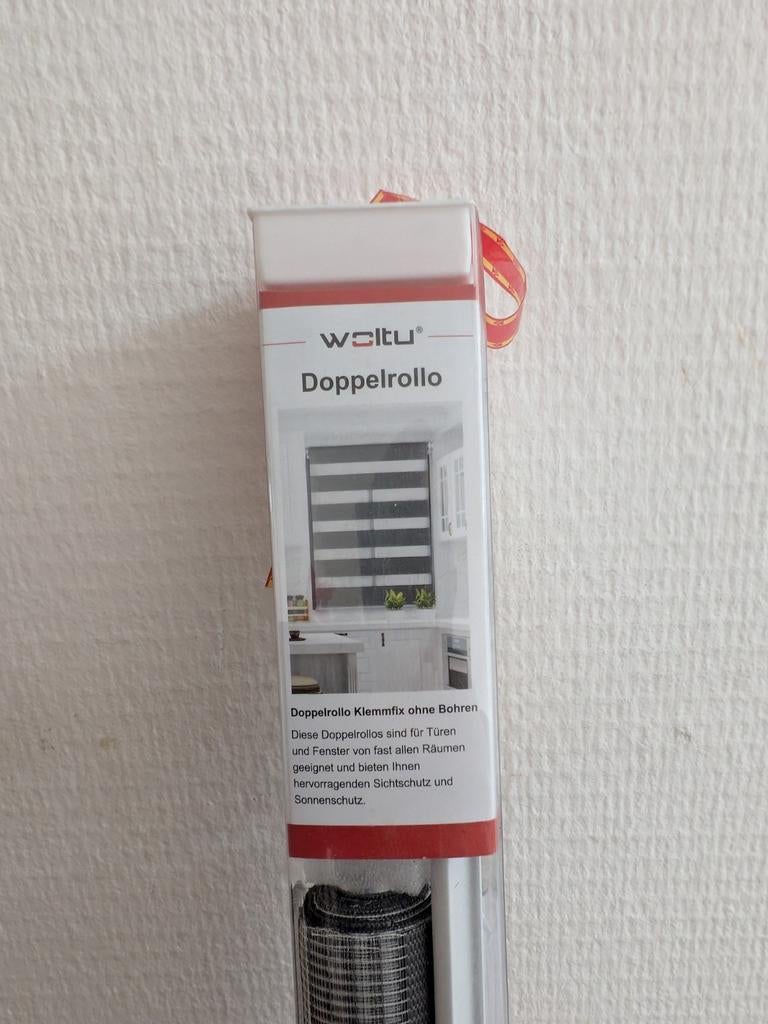 woltu®
Doppelrollo
Doppelrollo Klemmfix ohne Bohren
Diese Doppelrollos sind für Türen
und Fenster von fast allen Räumen
geeignet und bieten Ihnen
hervorragenden Sichtschutz und
Sonnenschutz.